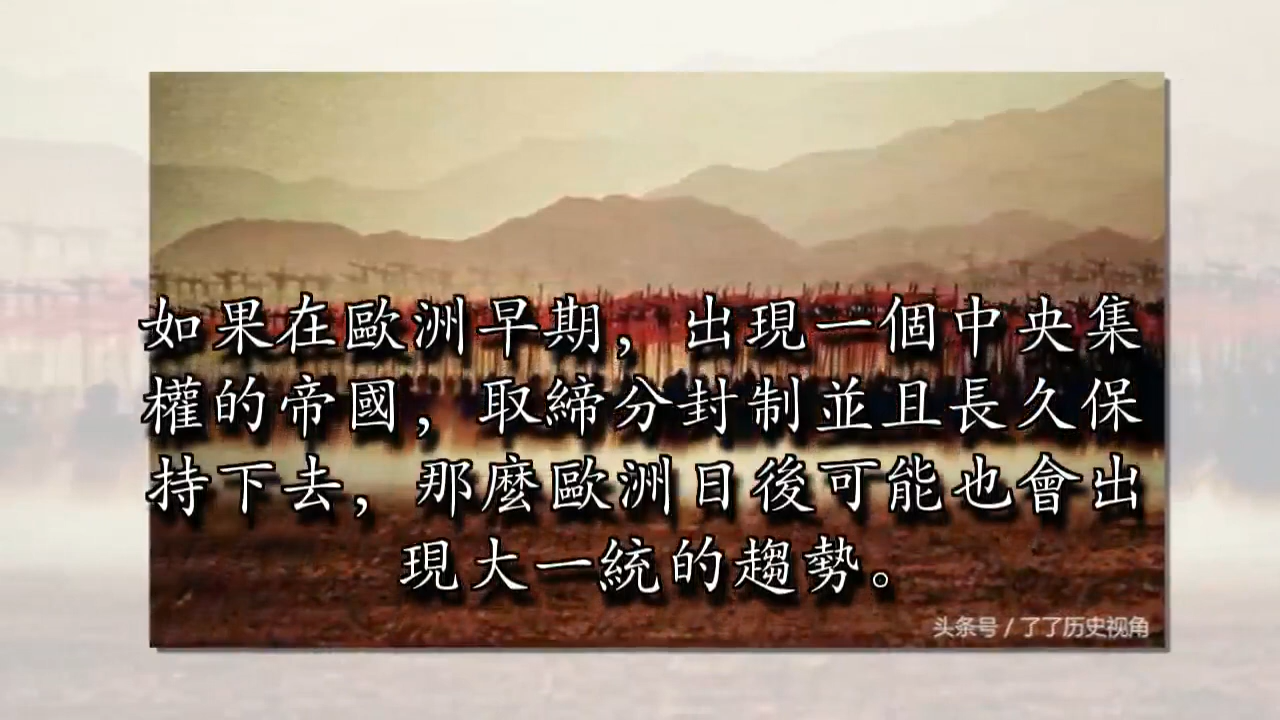 如果在歐洲早期，出現一個中央集
權的帝國，取締分封制並且長久保
持下去，那麼歐洲日後可能也會出
現大一統的趨勢。
头条号 / 了了历史视角